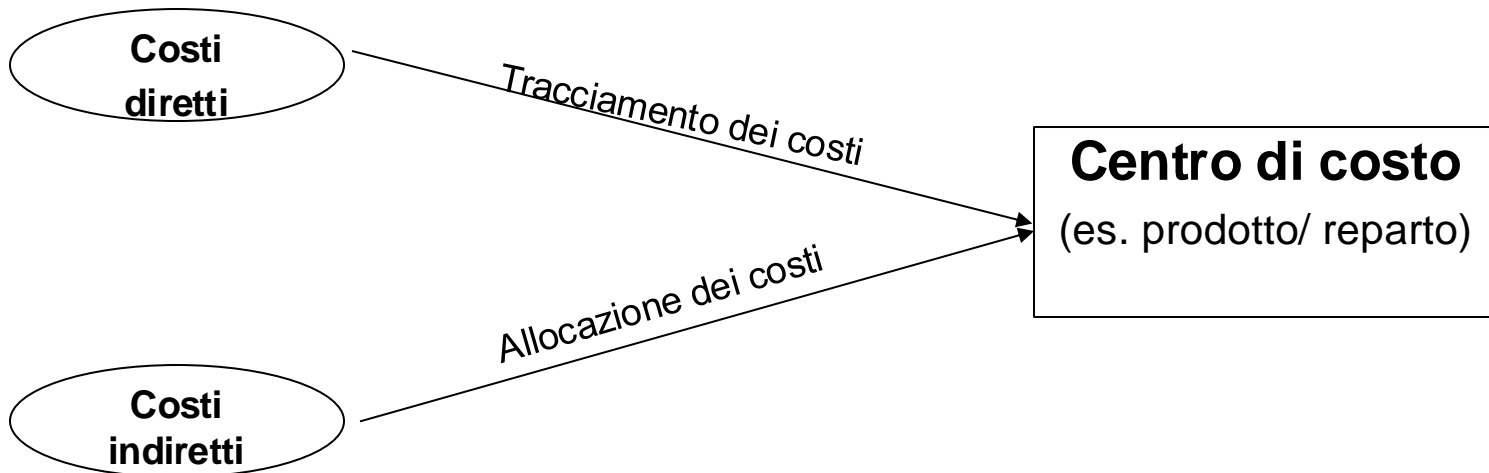 Costi
diretti
Tracciamento dei costi
Centro di costo
(es. prodotto/ reparto)
Allocazione dei costi
Costi
indiretti